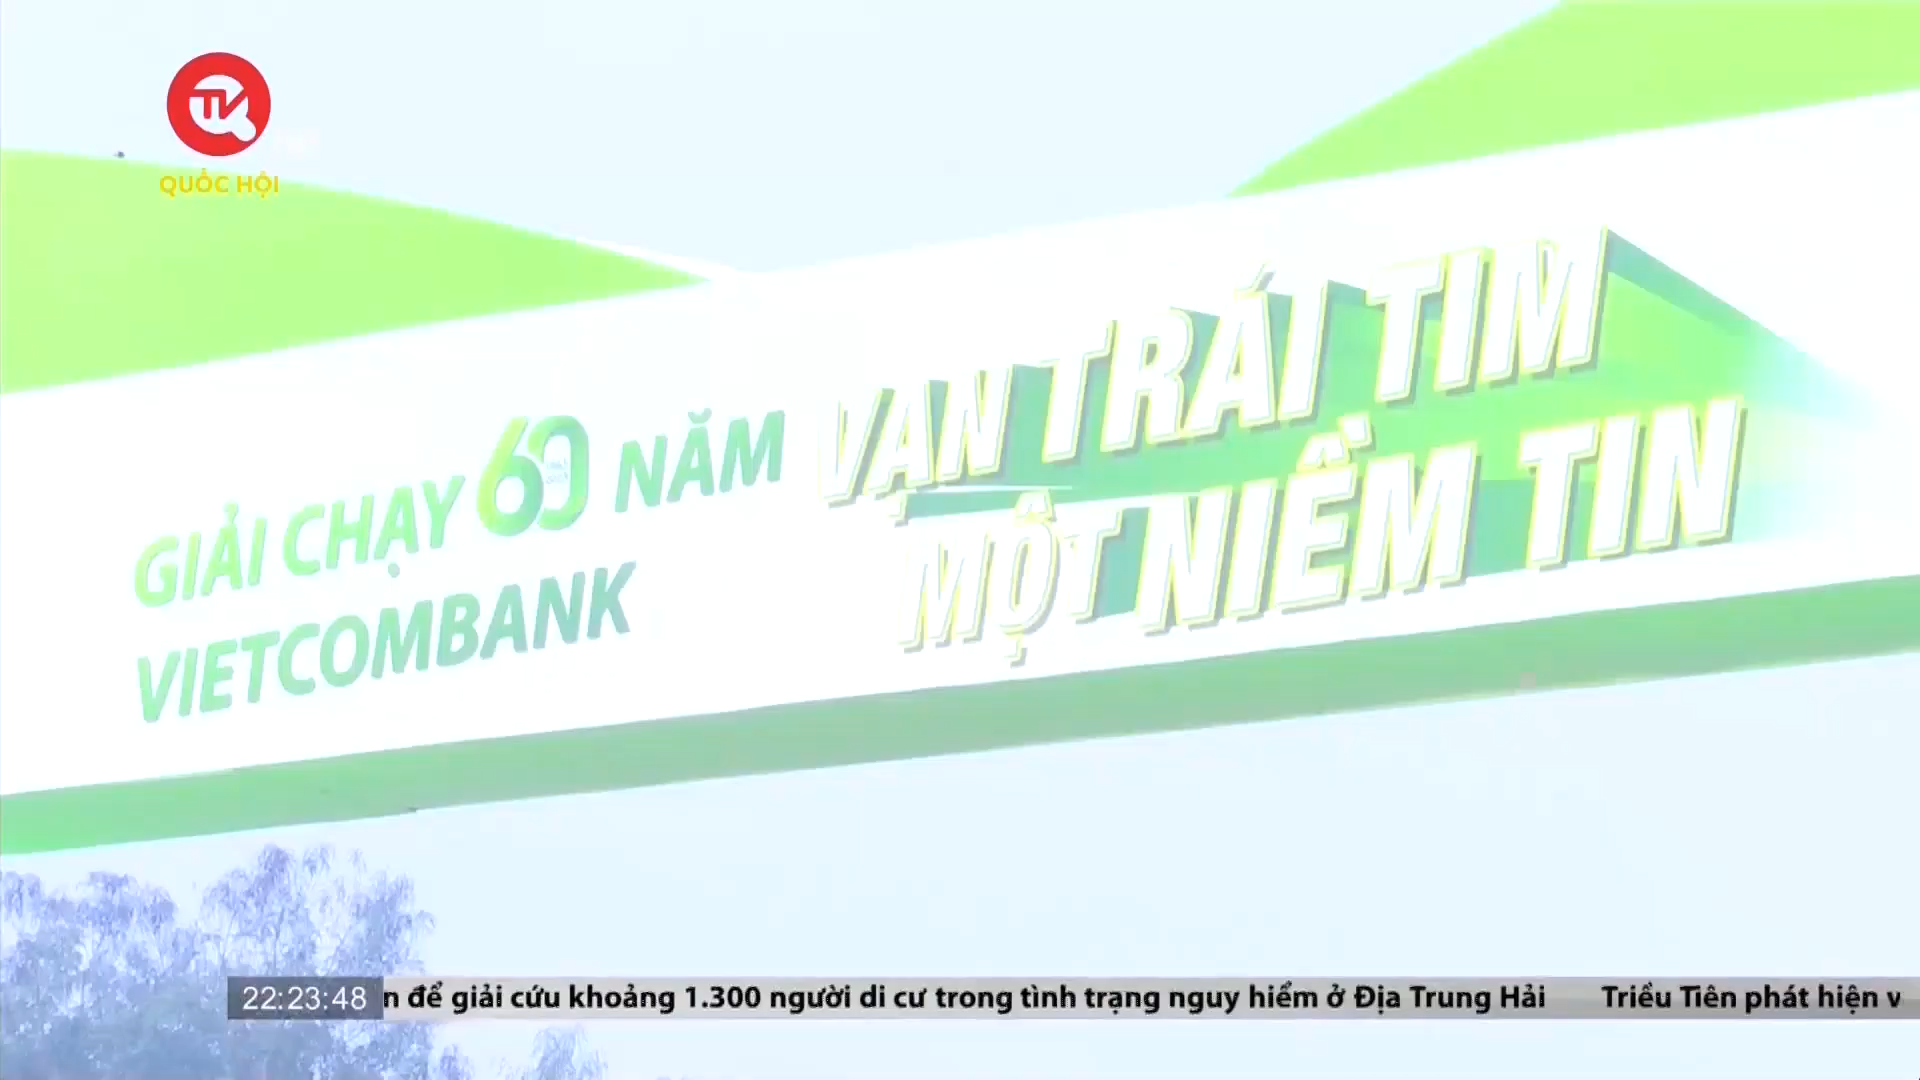 TV
QUỐC HỘI
GIẢI CHẠY 60 NĂM
VIETCOMBANK
VẠN TRÁI TIM
MỘT NIỀM TIN
22:23:48
n để giải cứu khoảng 1.300 người di cư trong tình trạng nguy hiểm ở Địa Trung Hải Triều Tiên phát hiện v